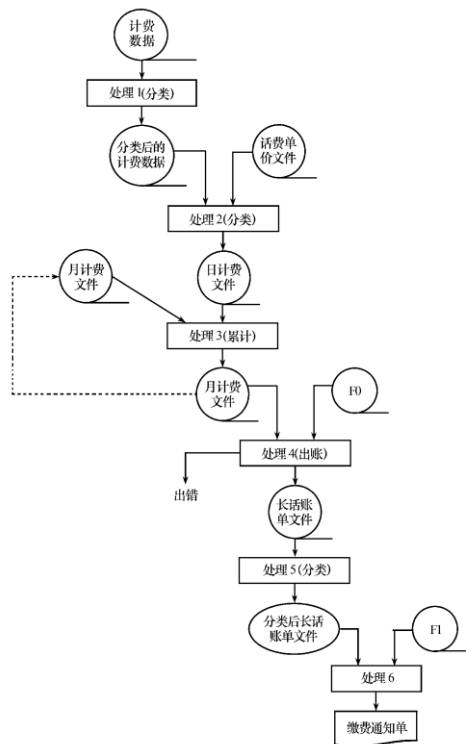 计费
数据
处理1(分类)
分类后的
计费数据
话费单
价文件
处理2(分类)
月计费
文件
日计费
文件
处理3(累计)
月计费
文件
F0
处理4(出账)
出错
长话账
单文件
处理5(分类)
分类后长话
账单文件
F1
处理6
缴费通知单